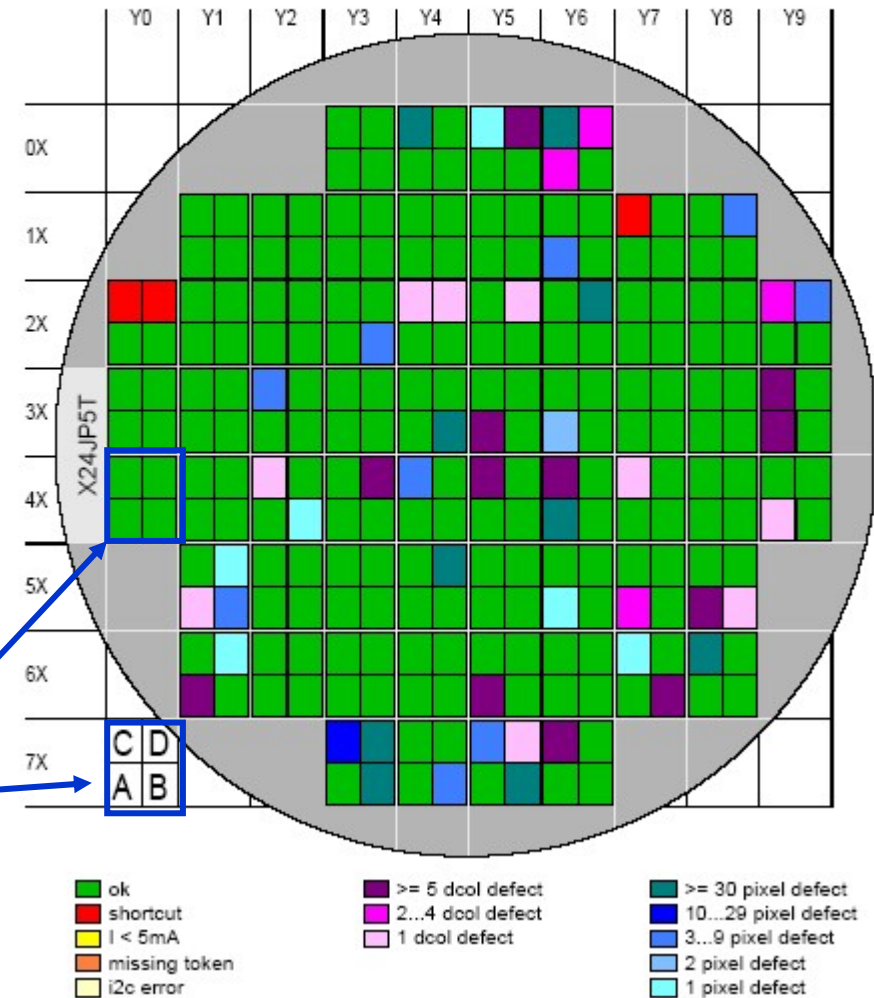 Y0 Y1 Y2 Y3 Y4 Y5 Y6 Y7 Y8 Y9
0X
1X
2X
3X
X24JP5T
4X
5X
6X
7X
C D
A B
ok
shortcut
I < 5mA
missing token
i2c error
>= 5 dcol defect
2...4 dcol defect
1 dcol defect
>= 30 pixel defect
10...29 pixel defect
3...9 pixel defect
2 pixel defect
1 pixel defect